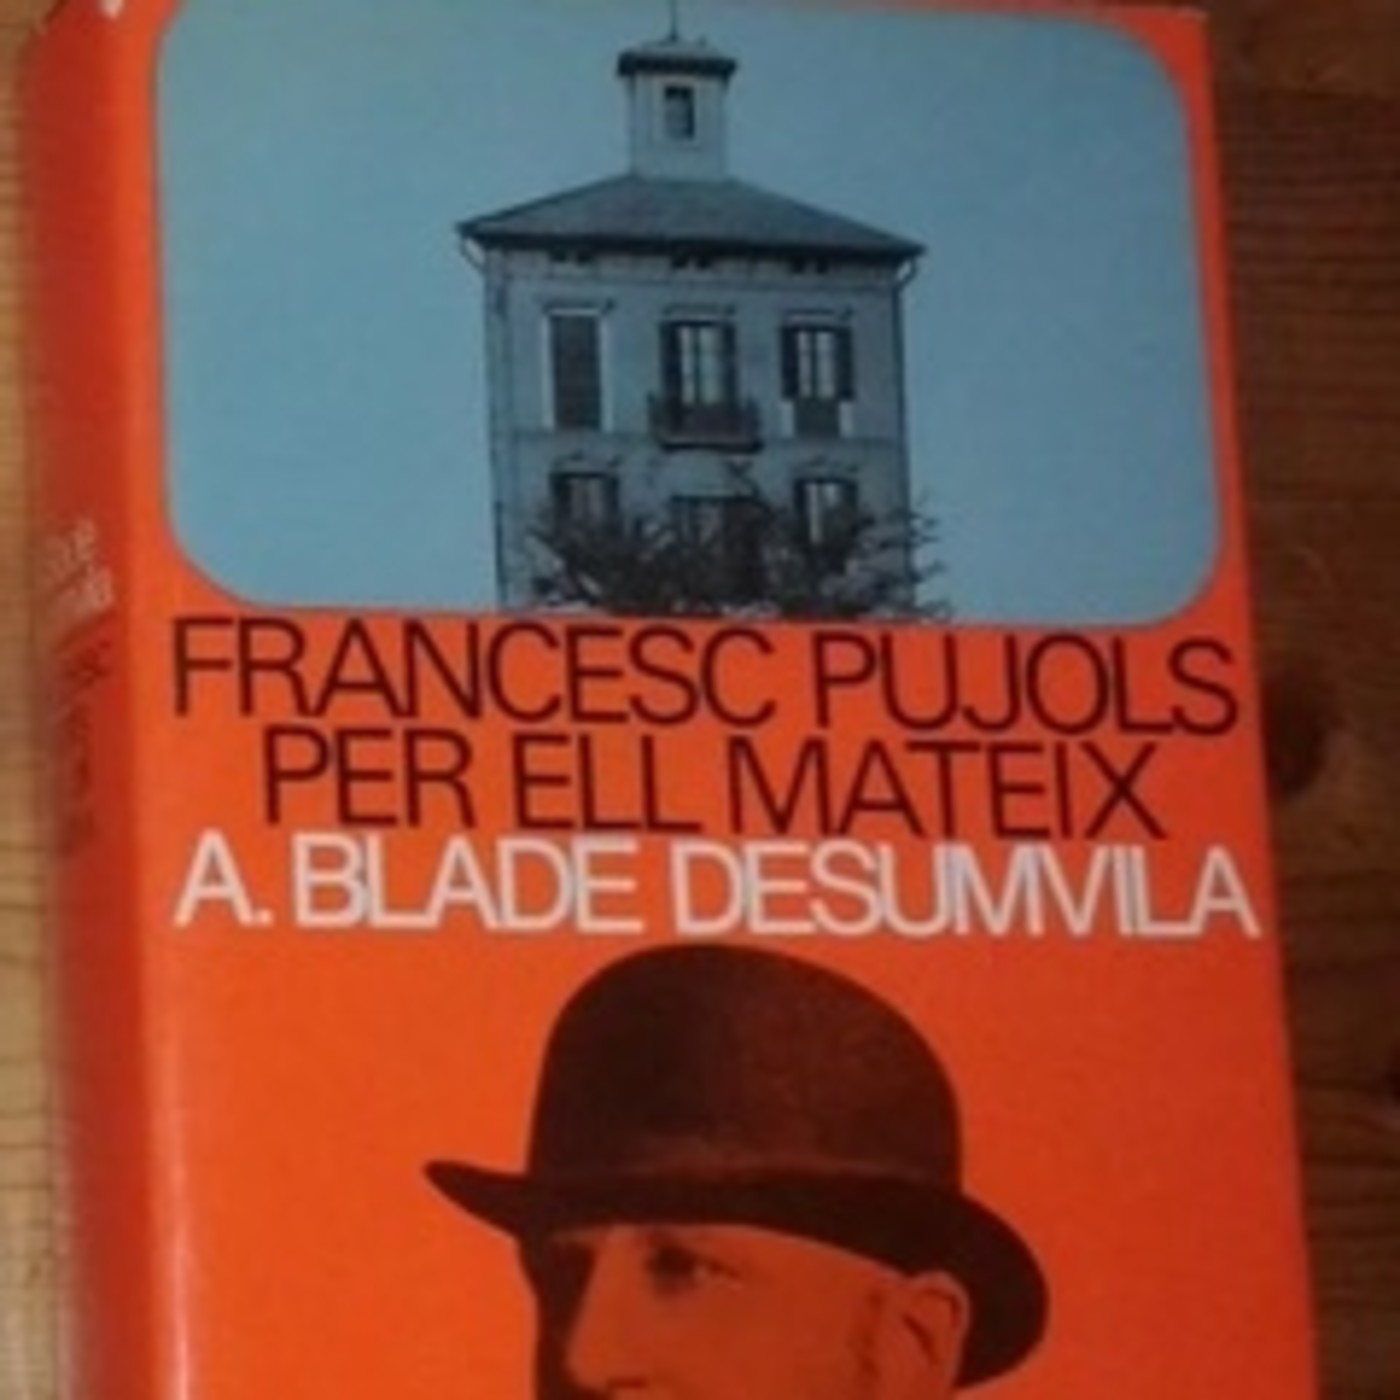 FRANCESC PUJOLS
PER ELL MATEIX
A. BLADE DESUMVILA